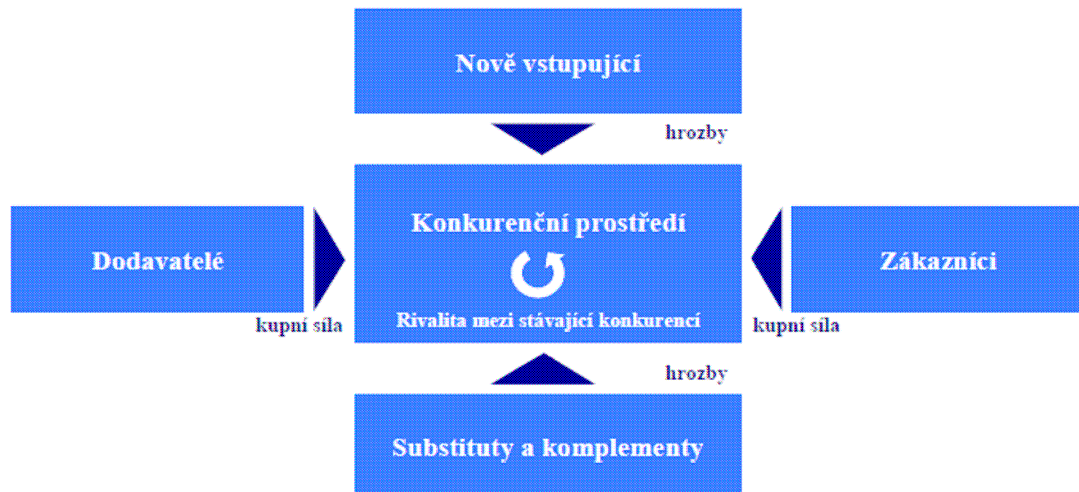 Nově vstupující
hrozby
Konkurenční prostředí
Dodavatelé
Zákazníci
Rivalita mezi stávající konkurencí
kupní síla
kupní síla
hrozby
Substituty a komplementy